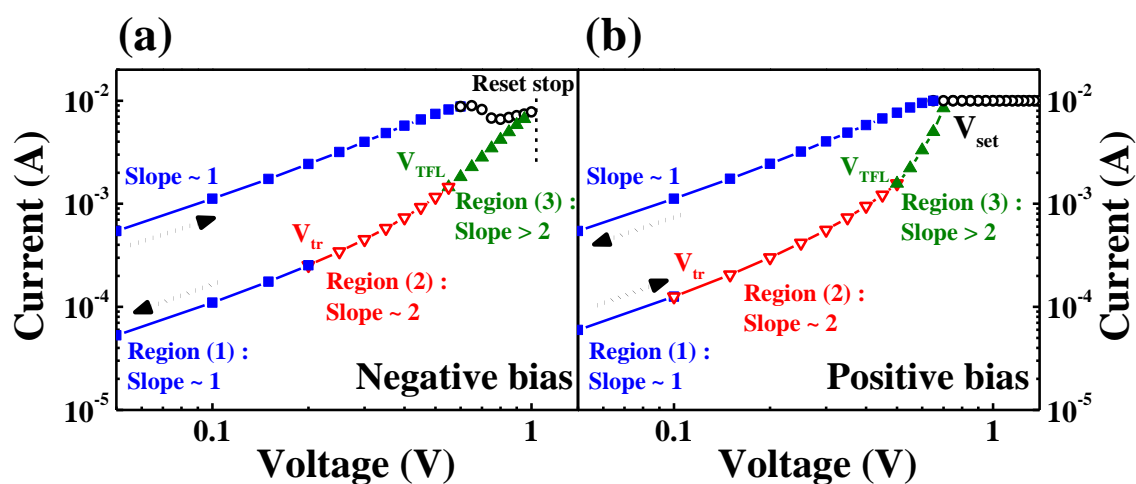 (a)
Reset stop
10⁻²
Slope ~ 1
V_TFL
10⁻³
Region (3) :
Slope > 2
V_tr
Region (2) :
Slope ~ 2
10⁻⁴
Region (1) :
Slope ~ 1
Negative bias
10⁻⁵
0.1
1
Voltage (V)
Current (A)
(b)
10⁻²
V_set
Slope ~ 1
V_TFL
10⁻³
Region (3) :
Slope > 2
V_tr
Region (2) :
Slope ~ 2
10⁻⁴
Region (1) :
Slope ~ 1
Positive bias
10⁻⁵
0.1
1
Voltage (V)
Current (A)